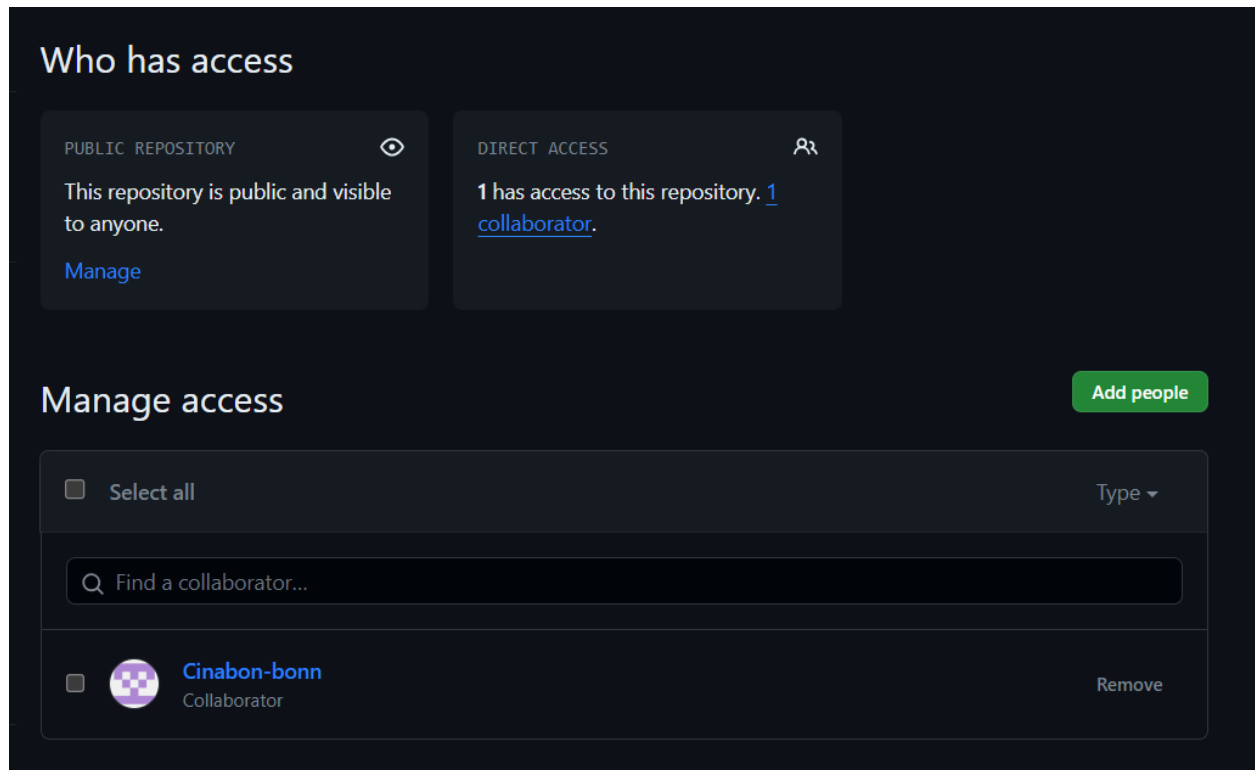 Who has access
PUBLIC REPOSITORY
This repository is public and visible
to anyone.
Manage
DIRECT ACCESS
1 has access to this repository. 1
collaborator.
Manage access
Add people
Select all
Type
Find a collaborator...
Cinabon-bonn
Collaborator
Remove